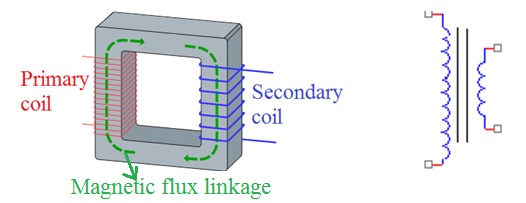 Primary
coil
Secondary
coil
Magnetic flux linkage